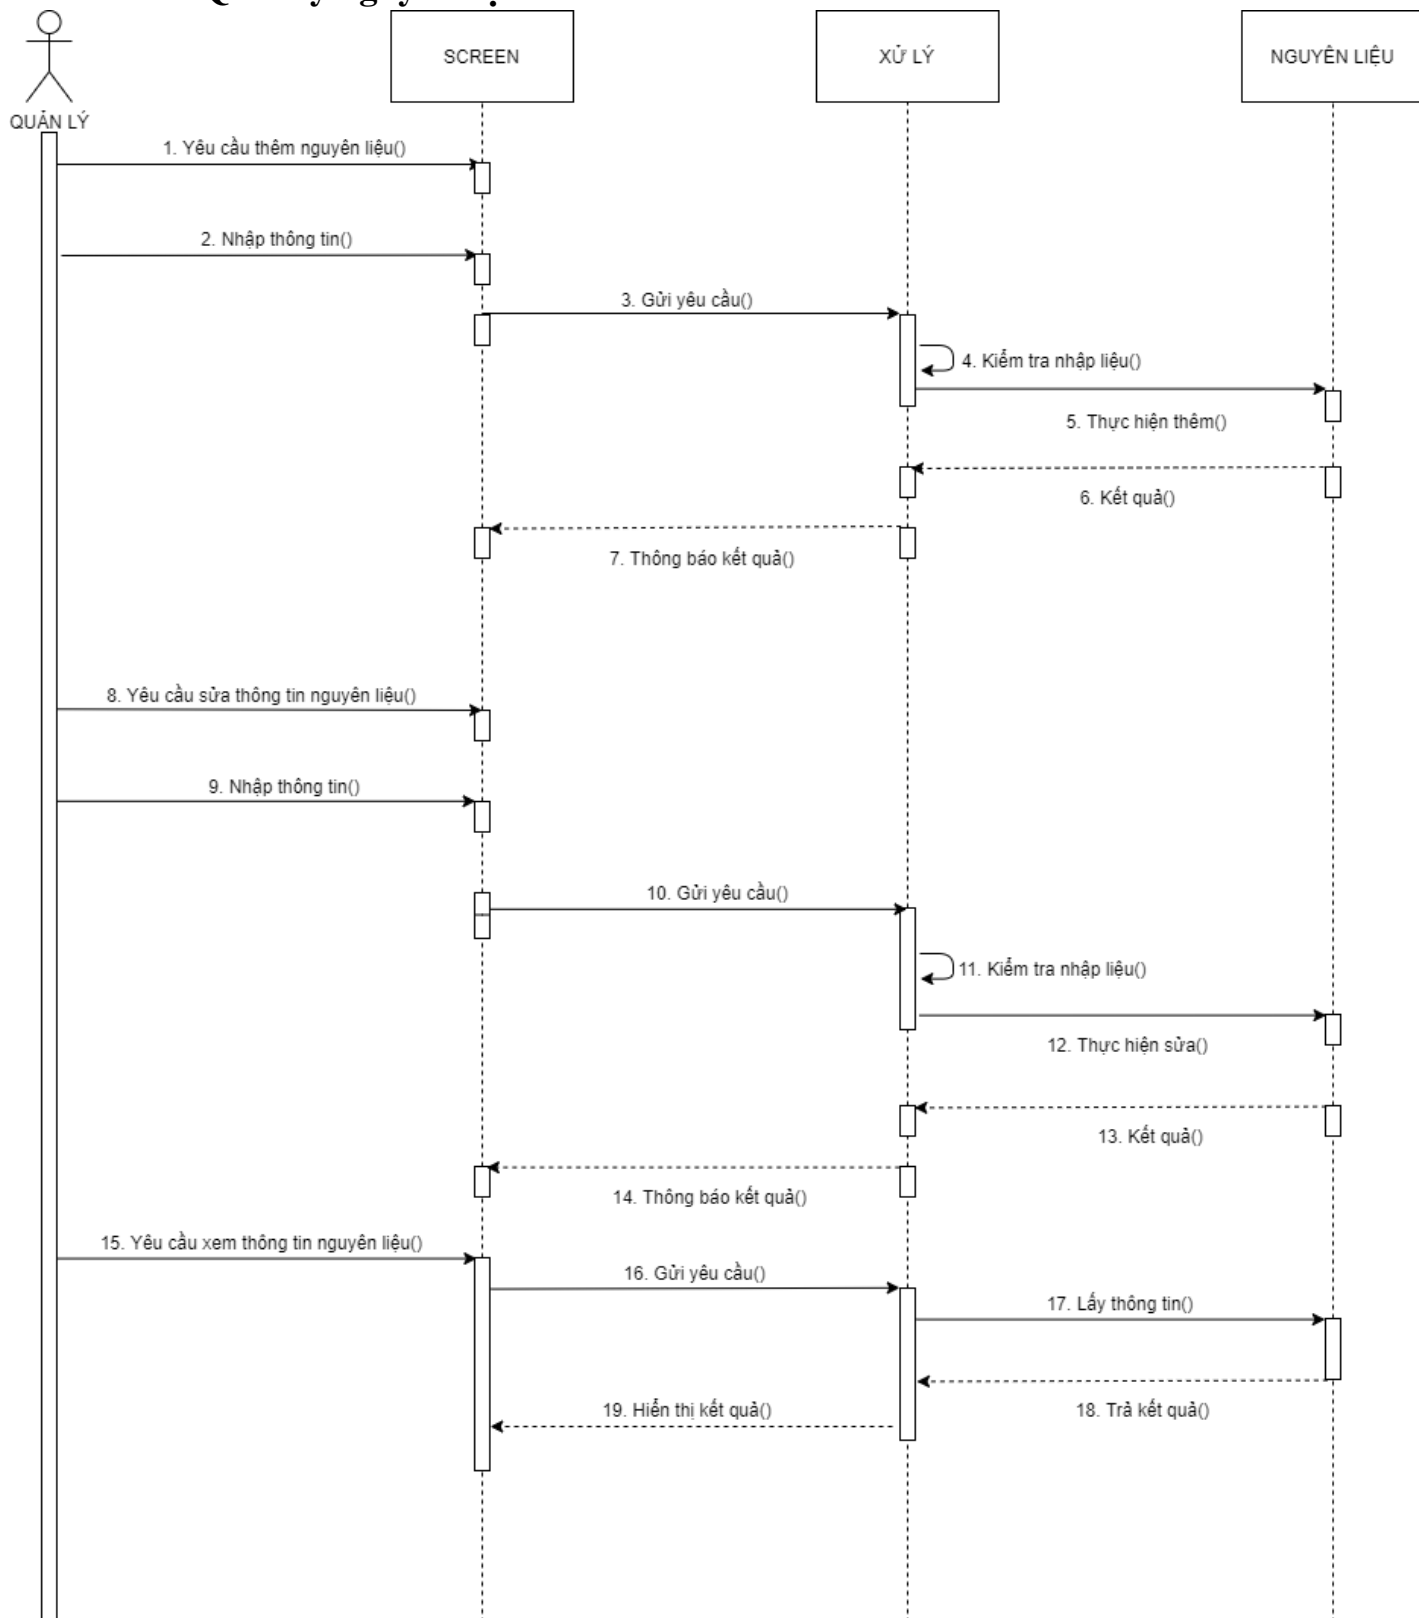 SCREEN
XỬ LÝ
NGUYÊN LIỆU
QUẢN LÝ
1. Yêu cầu thêm nguyên liệu()
2. Nhập thông tin()
3. Gửi yêu cầu()
4. Kiểm tra nhập liệu()
5. Thực hiện thêm()
6. Kết quả()
7. Thông báo kết quả()
8. Yêu cầu sửa thông tin nguyên liệu()
9. Nhập thông tin()
10. Gửi yêu cầu()
11. Kiểm tra nhập liệu()
12. Thực hiện sửa()
13. Kết quả()
14. Thông báo kết quả()
15. Yêu cầu xem thông tin nguyên liệu()
16. Gửi yêu cầu()
17. Lấy thông tin()
18. Trả kết quả()
19. Hiển thị kết quả()